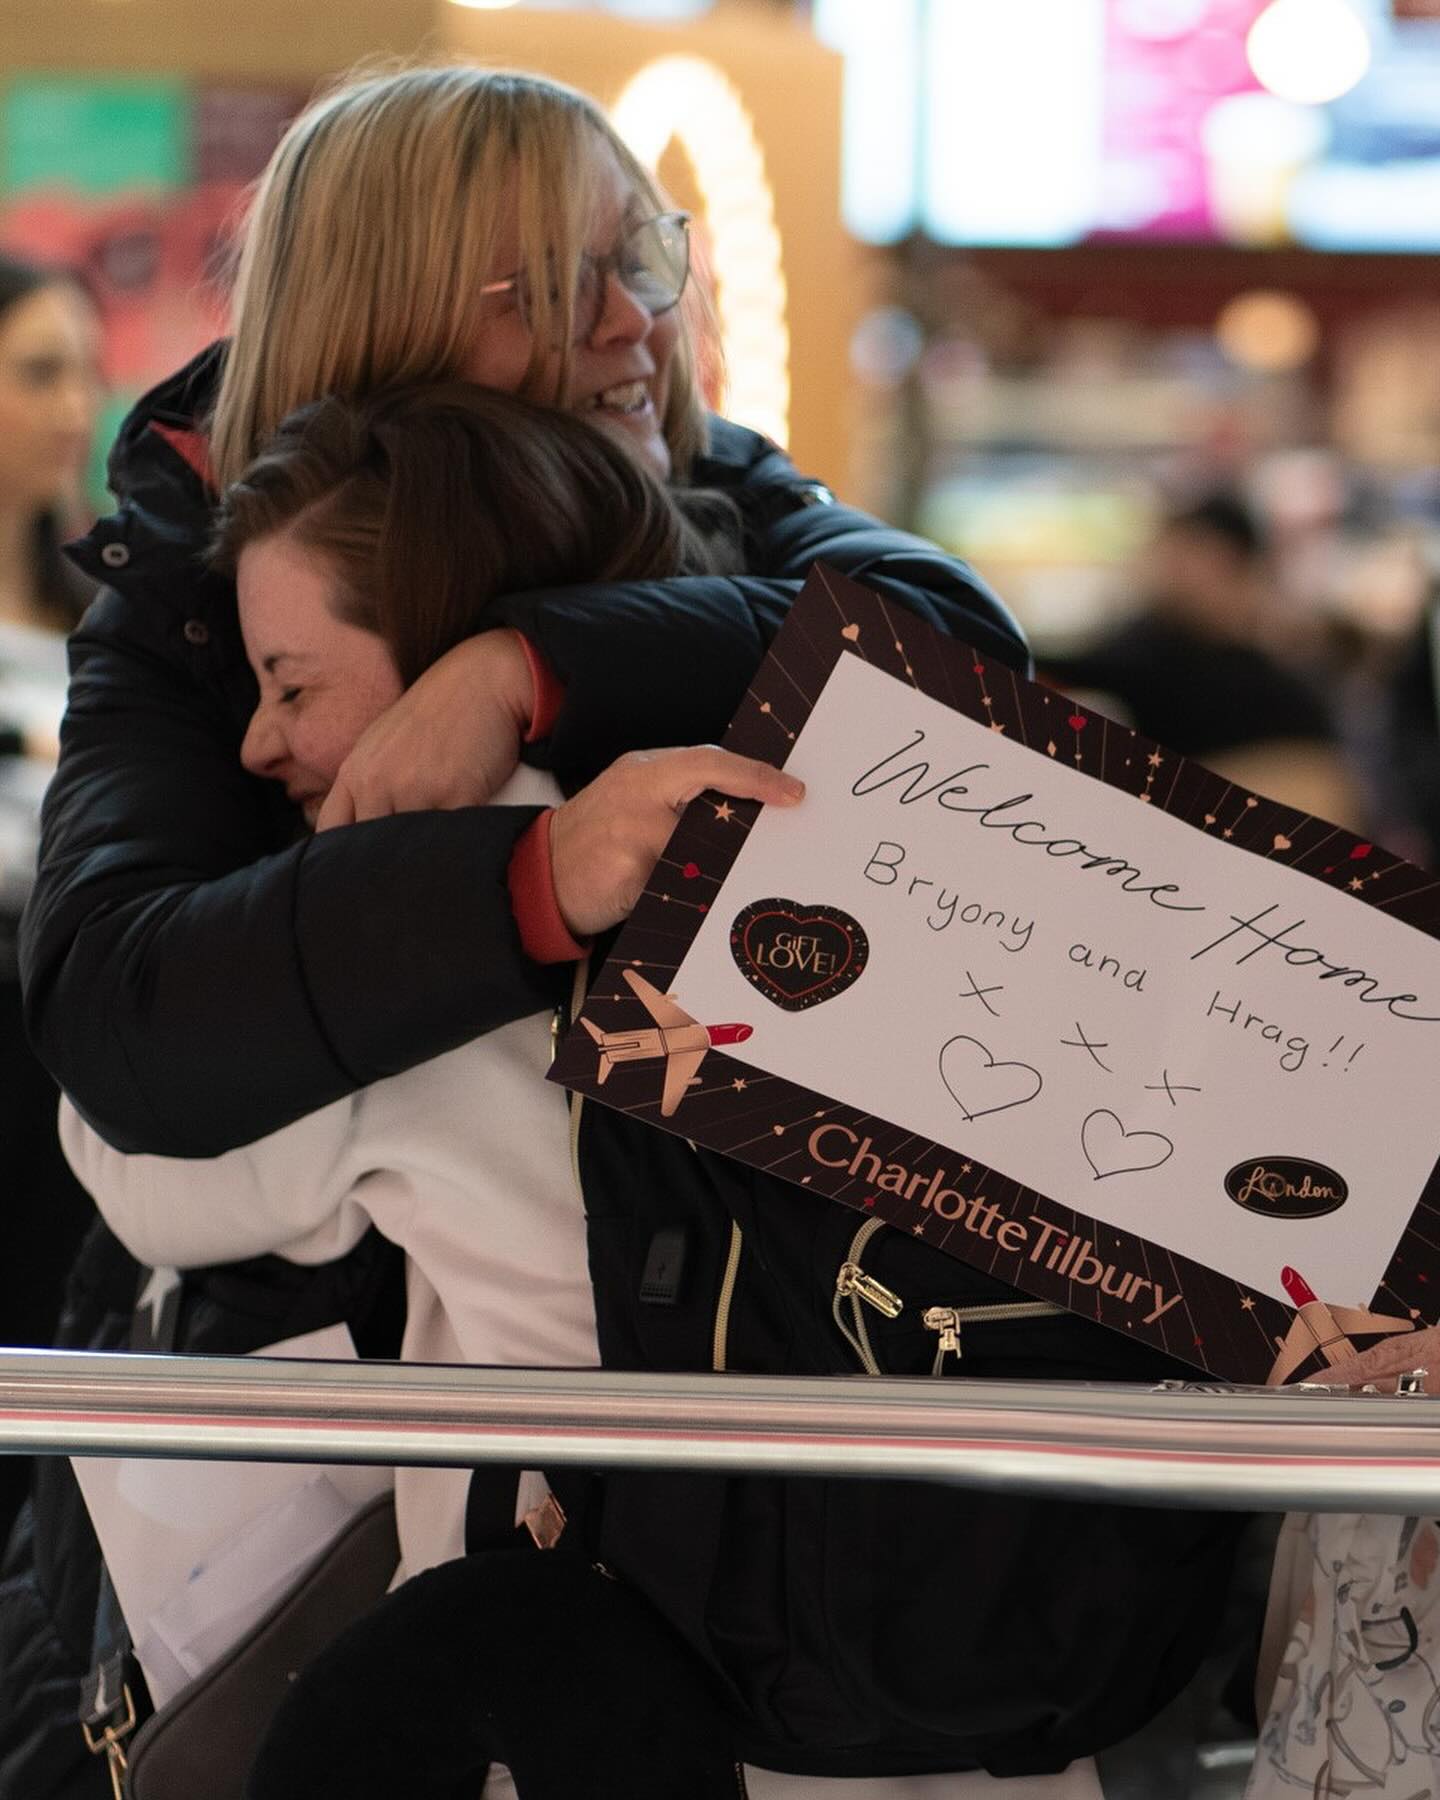 Welcome Home
Bryony and Hrag!!
x x x
GiFT
LOVE!
London
CharlotteTilbury